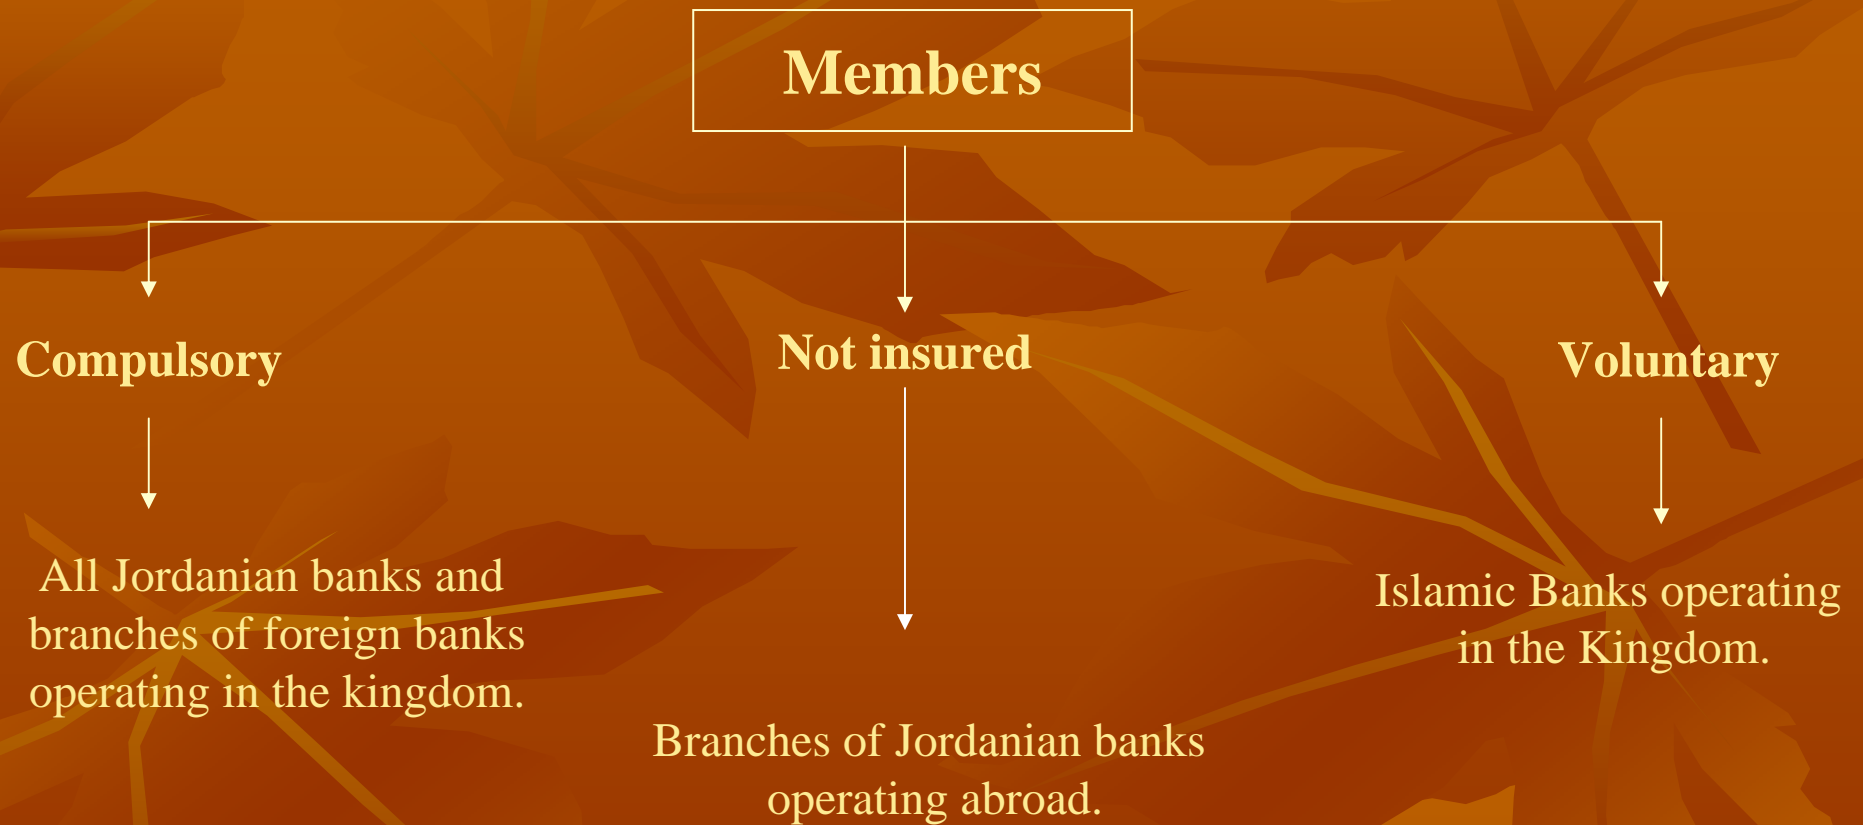 Members
Compulsory
Not insured
Voluntary
All Jordanian banks and
branches of foreign banks
operating in the kingdom.
Branches of Jordanian banks
operating abroad.
Islamic Banks operating
in the Kingdom.